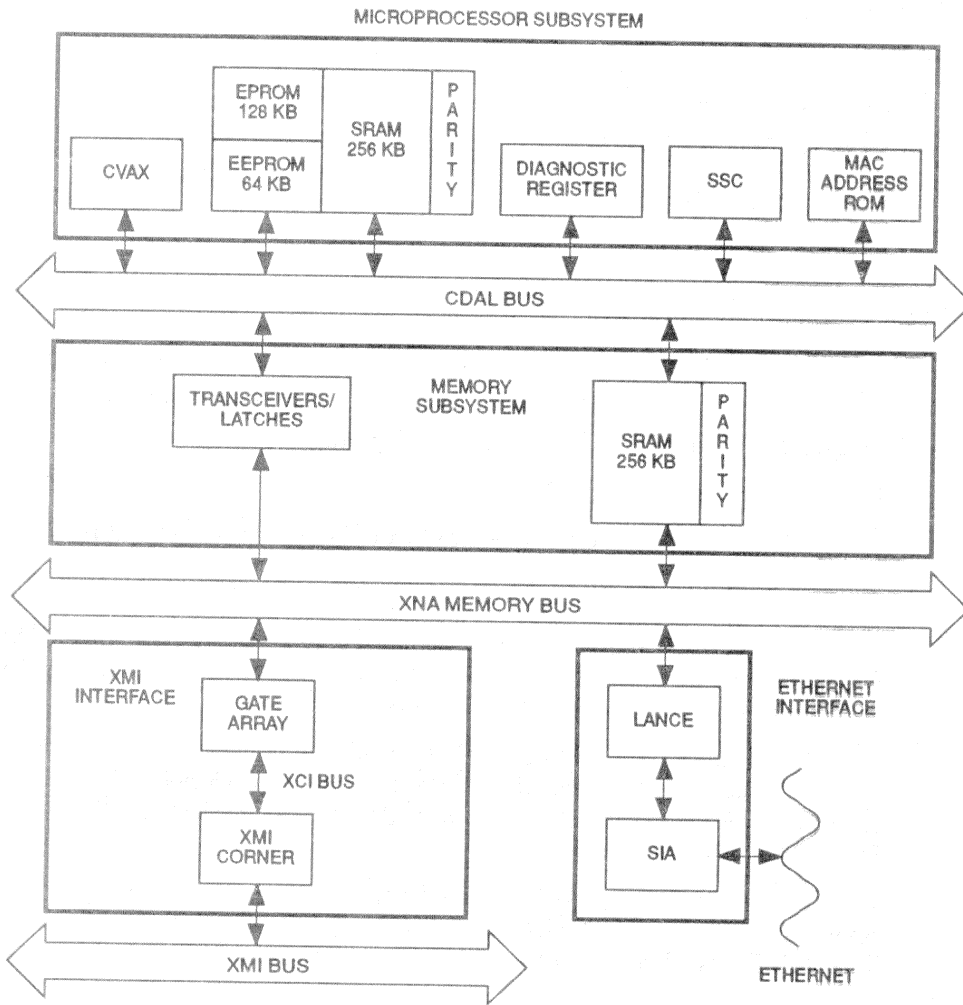 MICROPROCESSOR SUBSYSTEM
EPROM
128 KB
EEPROM
64 KB
SRAM
256 KB
PARITY
CVAX
DIAGNOSTIC
REGISTER
SSC
MAC
ADDRESS
ROM
CDAL BUS
TRANSCEIVERS/
LATCHES
MEMORY
SUBSYSTEM
SRAM
256 KB
PARITY
XNA MEMORY BUS
XMI
INTERFACE
GATE
ARRAY
XCI BUS
XMI
CORNER
LANCE
SIA
ETHERNET
INTERFACE
ETHERNET
XMI BUS